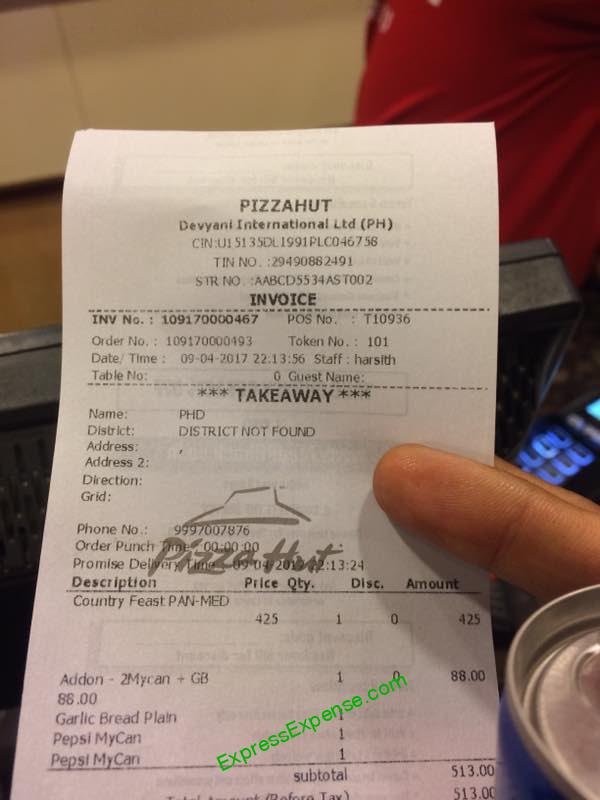 PIZZAHUT
Devyani International Ltd (PH)
CIN:U15135DL1991PLC046758
TIN NO. :29490882491
STR NO. :AABCD5534AST002
INVOICE
INV No. : 109170000467 POS No. : T10936
Order No. : 109170000493 Token No. : 101
Date/ Time : 09-04-2017 22:13:56 Staff : harsith
Table No: 0 Guest Name:
*** TAKEAWAY ***
Name: PHD
District: DISTRICT NOT FOUND
Address: ,
Address 2:
Direction:
Grid:
Phone No.: 9997007876
Order Punch Time 00:00:00
Pizza Hut
Promise Delivery Time : 09-04-2017 22:13:24
Description Price Qty. Disc. Amount
Country Feast PAN-MED
425 1 0 425
Addon - 2Mycan + GB 1 0 88.00
88.00
Garlic Bread Plain 1
Pepsi MyCan 1
Pepsi MyCan 1
ExpressExpense.com
subtotal 513.00
Total Amount (Before Tax)